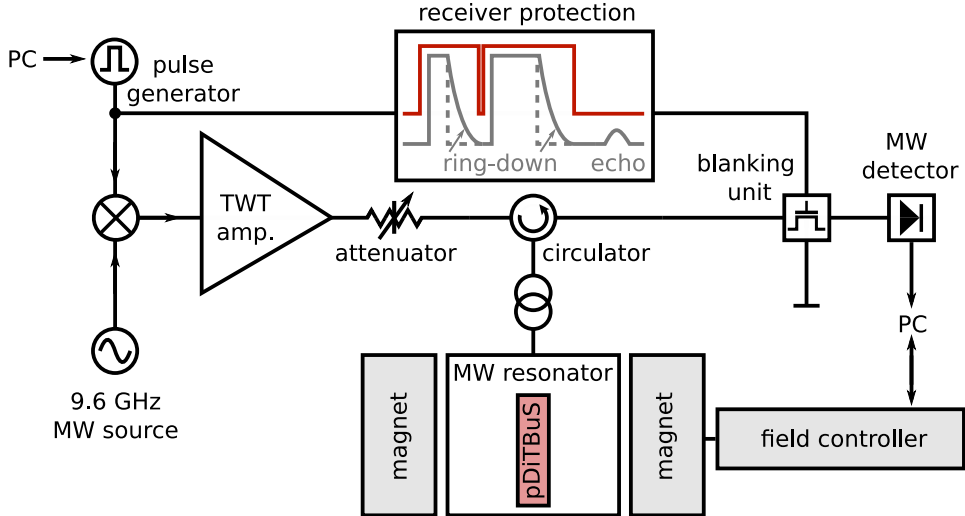 receiver protection
PC
pulse
generator
ring-down
echo
blanking
unit
MW
detector
TWT
amp.
attenuator
circulator
PC
9.6 GHz
MW source
magnet
MW resonator
pDiTBuS
magnet
field controller